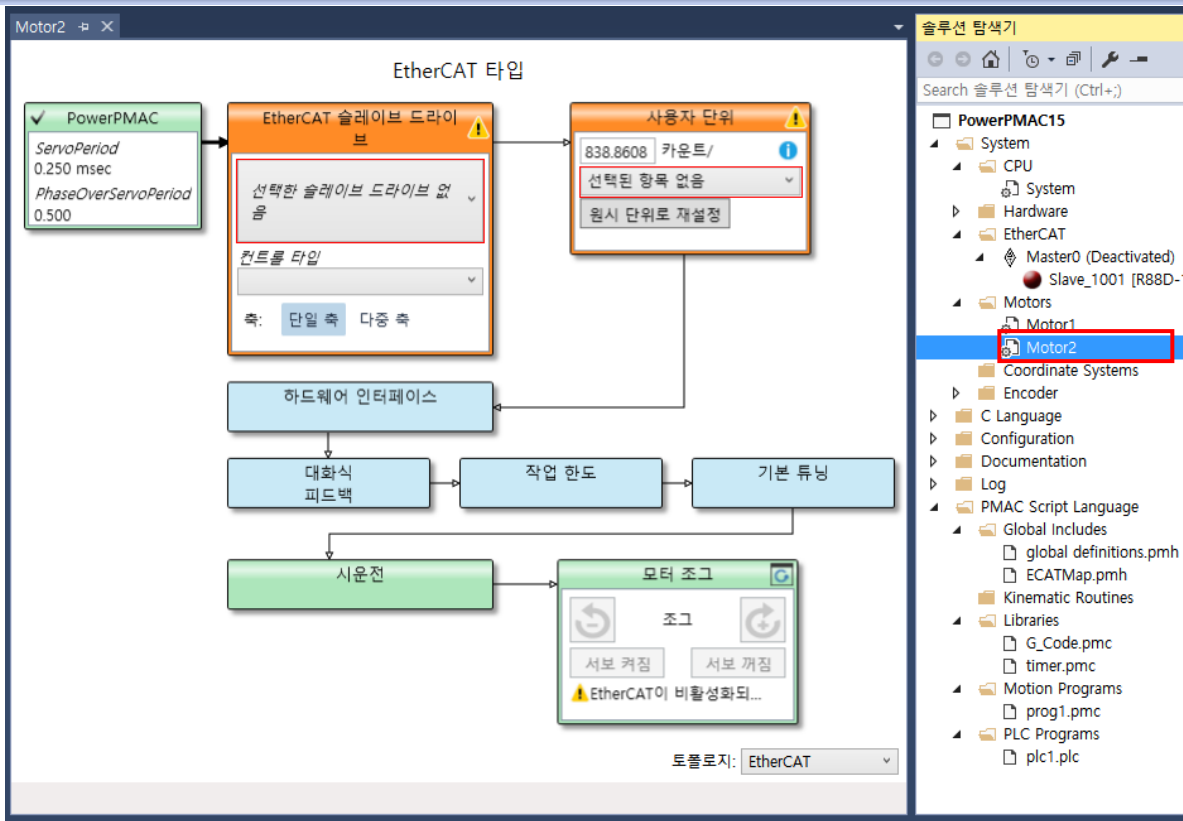 Motor2
EtherCAT 타입
PowerPMAC
ServoPeriod
0.250 msec
PhaseOverServoPeriod
0.500
EtherCAT 슬레이브 드라이
브
선택한 슬레이브 드라이브 없
음
컨트롤 타입
축: 단일 축 다중 축
사용자 단위
838.8608 카운트/
선택된 항목 없음
원시 단위로 재설정
하드웨어 인터페이스
대화식
피드백
작업 한도
기본 튜닝
시운전
모터 조그
조그
서보 켜짐 서보 꺼짐
EtherCAT이 비활성화되...
토폴로지: EtherCAT
솔루션 탐색기
Search 솔루션 탐색기 (Ctrl+;)
PowerPMAC15
System
CPU
System
Hardware
EtherCAT
Master0 (Deactivated)
Slave_1001 [R88D-
Motors
Motor1
Motor2
Coordinate Systems
Encoder
C Language
Configuration
Documentation
Log
PMAC Script Language
Global Includes
global definitions.pmh
ECATMap.pmh
Kinematic Routines
Libraries
G_Code.pmc
timer.pmc
Motion Programs
prog1.pmc
PLC Programs
plc1.plc